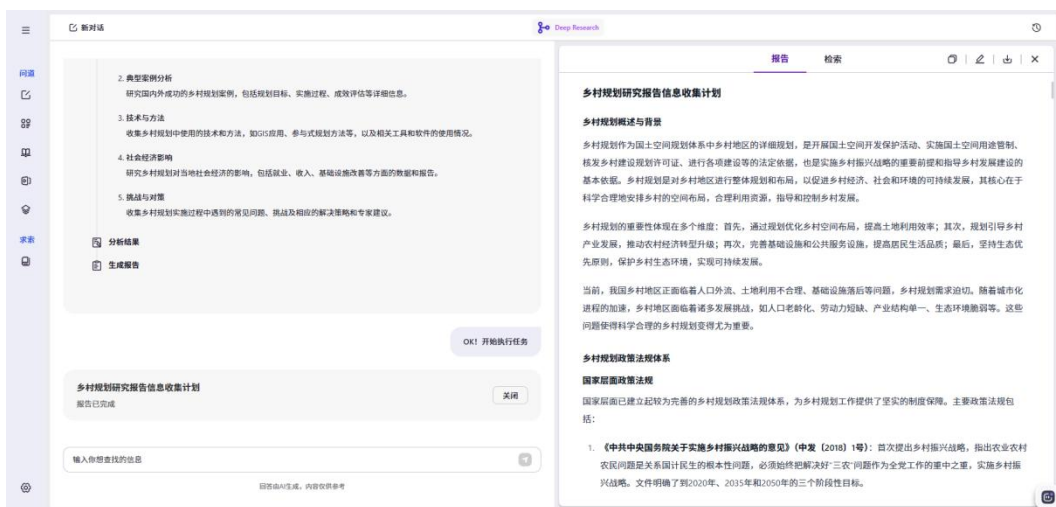 新对话
Deep Research
问道
求索
2. 典型案例分析
研究国内外成功的乡村规划案例，包括规划目标、实施过程、成效评估等详细信息。
3. 技术与方法
收集乡村规划中使用的技术和方法，如GIS应用、参与式规划方法等，以及相关工具和软件的使用情况。
4. 社会经济影响
研究乡村规划对当地社会经济的影响，包括就业、收入、基础设施改善等方面的数据和报告。
5. 挑战与对策
收集乡村规划实施过程中遇到的常见问题、挑战及相应的解决策略和专家建议。
分析结果
生成报告
OK！开始执行任务
乡村规划研究报告信息收集计划
报告已完成
关闭
输入你想查找的信息
回答由AI生成，内容仅供参考
报告 检索
乡村规划研究报告信息收集计划
乡村规划概述与背景
乡村规划作为国土空间规划体系中乡村地区的详细规划，是开展国土空间开发保护活动、实施国土空间用途管制、
核发乡村建设规划许可证、进行各项建设等的法定依据，也是实施乡村振兴战略的重要前提和指导乡村发展建设的
基本依据。乡村规划是对乡村地区进行整体规划和布局，以促进乡村经济、社会和环境的可持续发展，其核心在于
科学合理地安排乡村的空间布局，合理利用资源，指导和控制乡村发展。
乡村规划的重要性体现在多个维度：首先，通过规划优化乡村空间布局，提高土地利用效率；其次，规划引导乡村
产业发展，推动农村经济转型升级；再次，完善基础设施和公共服务设施，提高居民生活品质；最后，坚持生态优
先原则，保护乡村生态环境，实现可持续发展。
当前，我国乡村地区正面临着人口外流、土地利用不合理、基础设施落后等问题，乡村规划需求迫切。随着城市化
进程的加速，乡村地区面临着诸多发展挑战，如人口老龄化、劳动力短缺、产业结构单一、生态环境脆弱等。这些
问题使得科学合理的乡村规划变得尤为重要。
乡村规划政策法规体系
国家层面政策法规
国家层面已建立起较为完善的乡村规划政策法规体系，为乡村规划工作提供了坚实的制度保障。主要政策法规包
括：
1. 《中共中央国务院关于实施乡村振兴战略的意见》（中发〔2018〕1号）：首次提出乡村振兴战略，指出农业农村
农民问题是关系国计民生的根本性问题，必须始终把解决好"三农"问题作为全党工作的重中之重，实施乡村振
兴战略。文件明确了到2020年、2035年和2050年的三个阶段性目标。